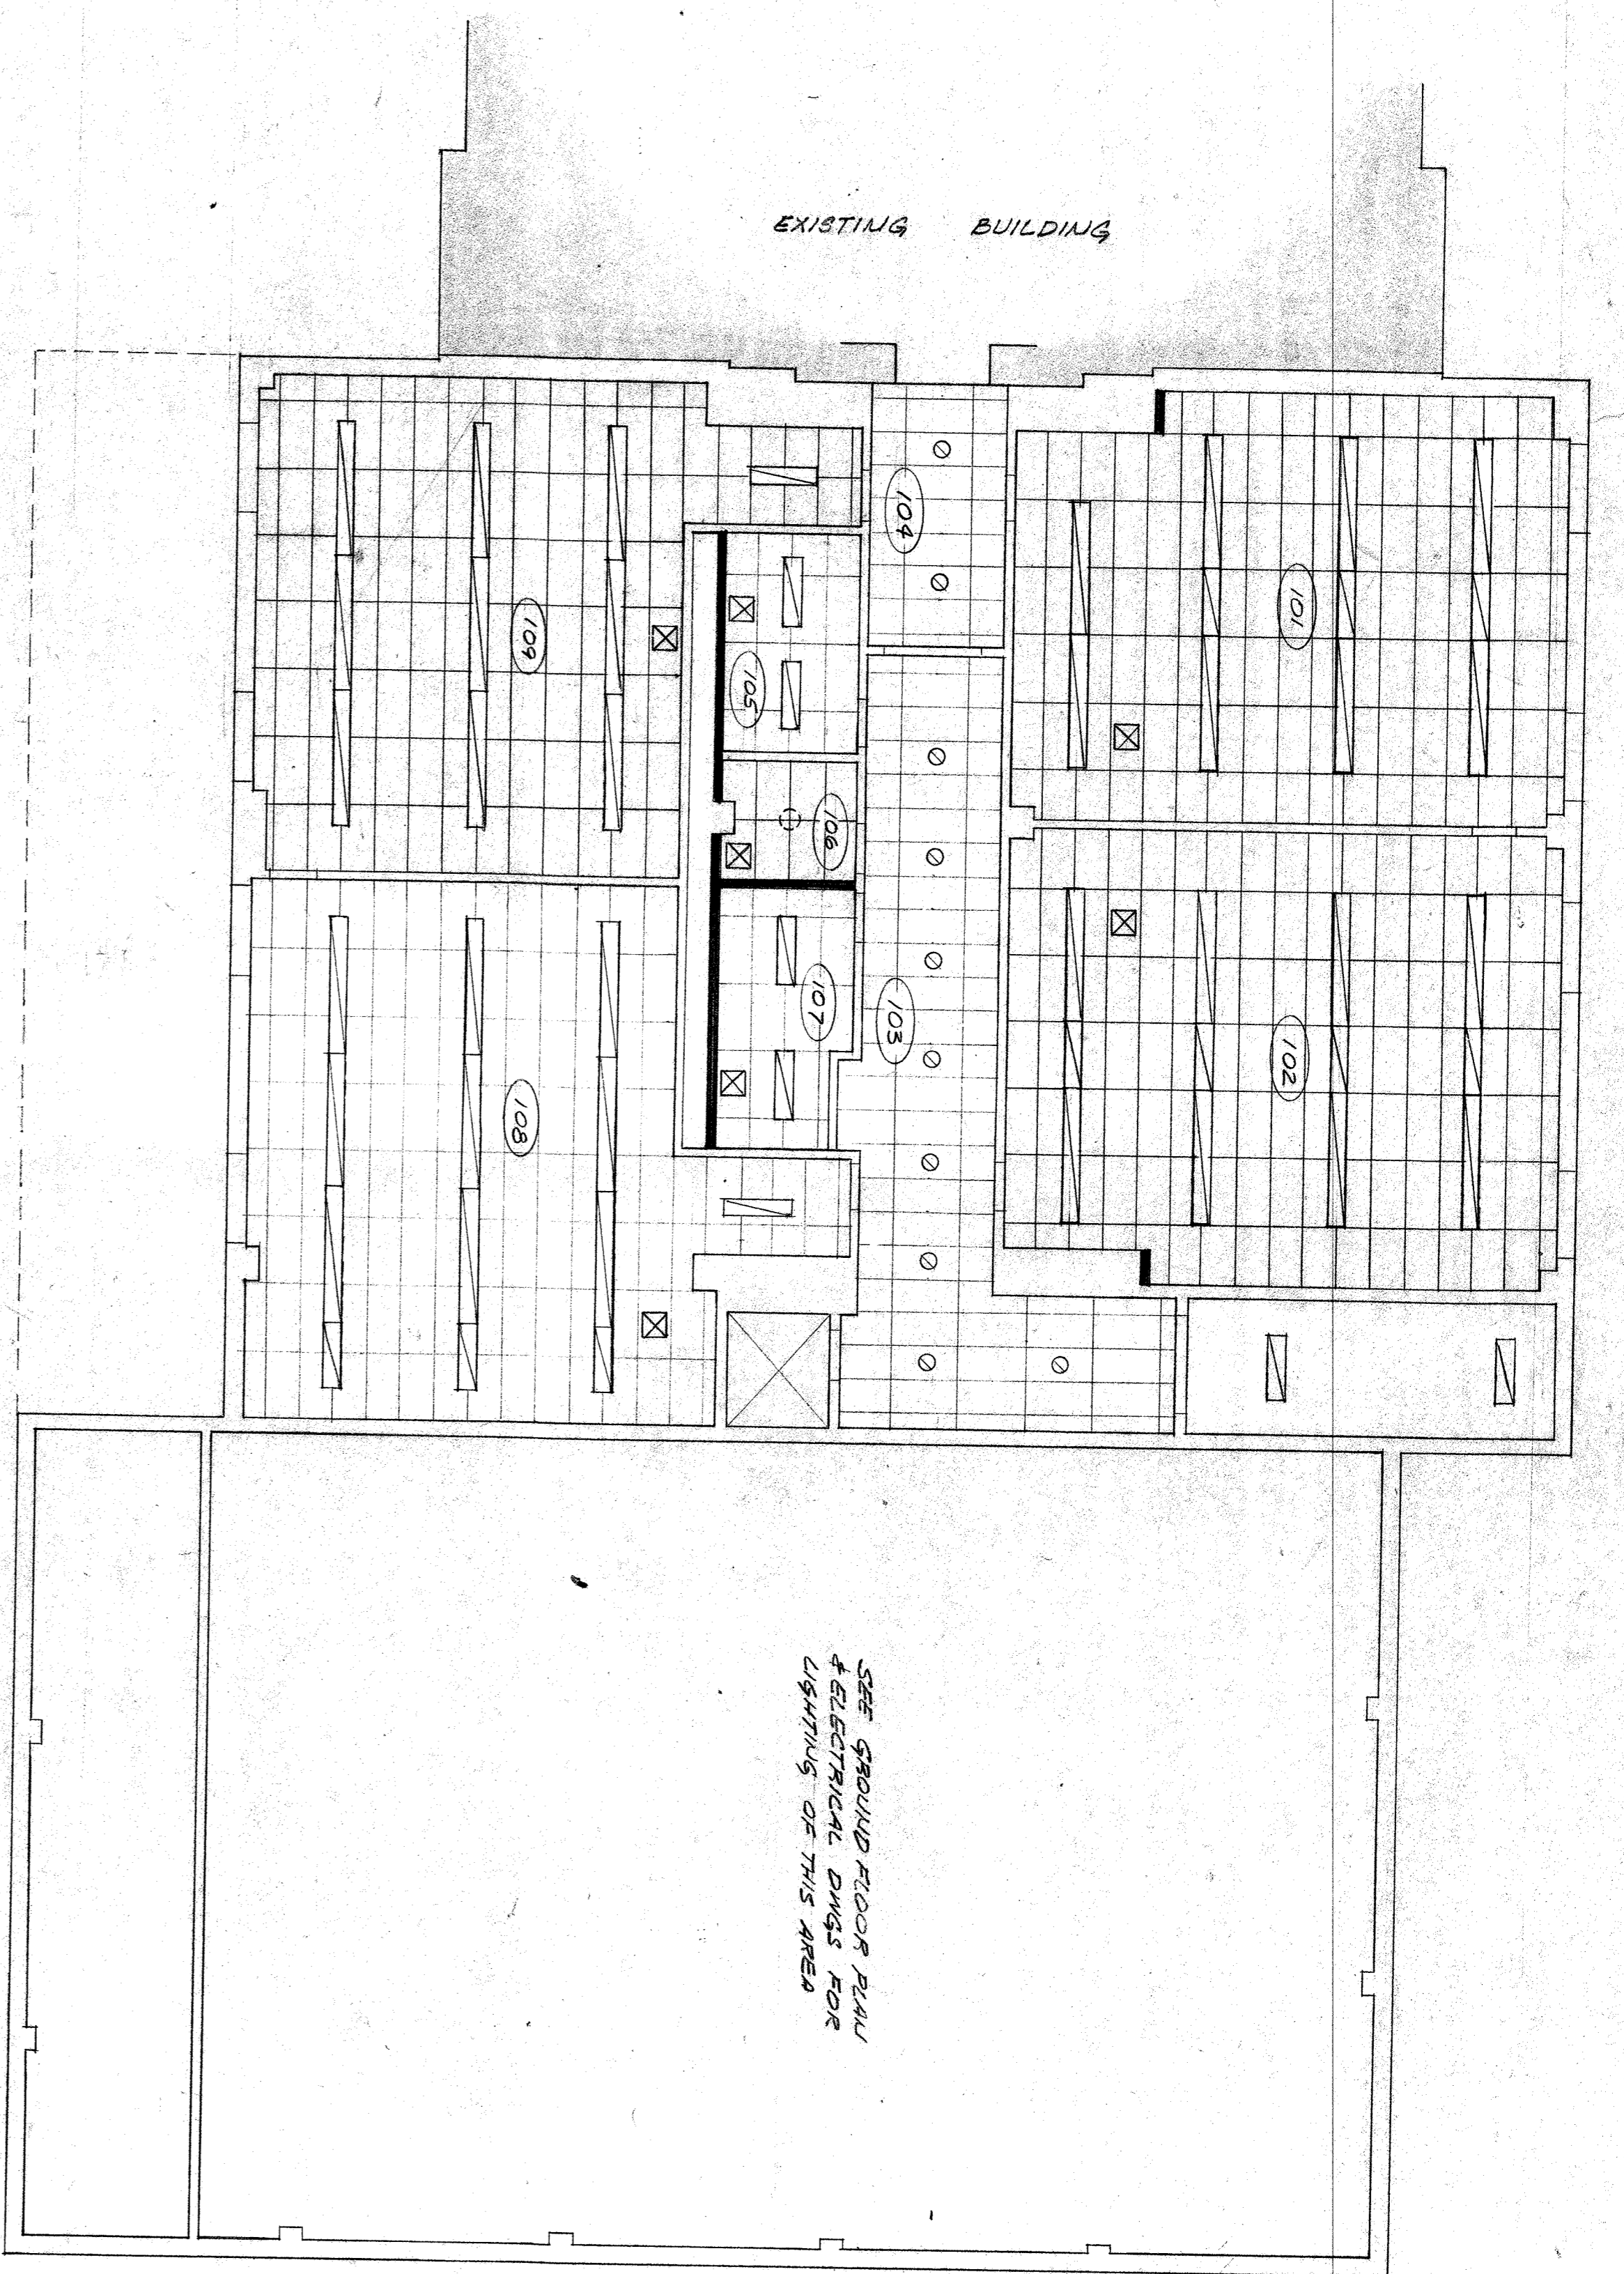 EXISTING BUILDING
104
101
109
105
106
107
103
102
108
SEE GROUND FLOOR PLAN
& ELECTRICAL DWGS FOR
LIGHTING OF THIS AREA